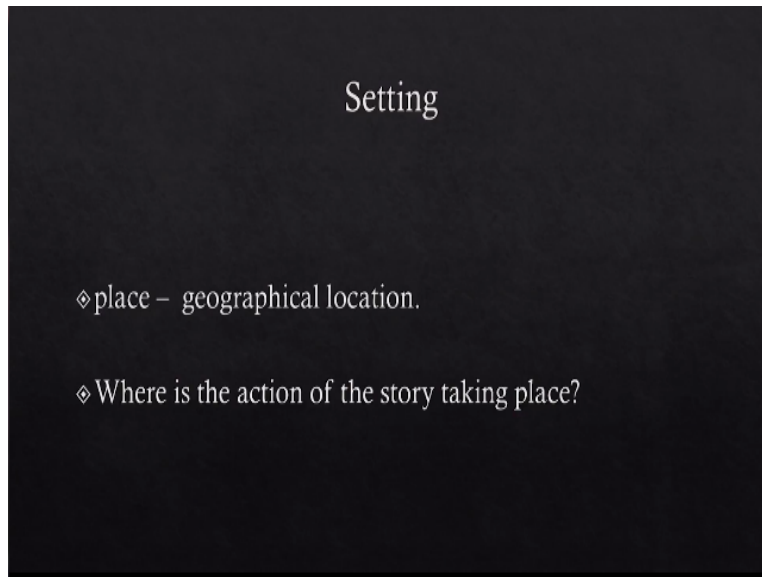 Setting
◈place – geographical location.
◈Where is the action of the story taking place?